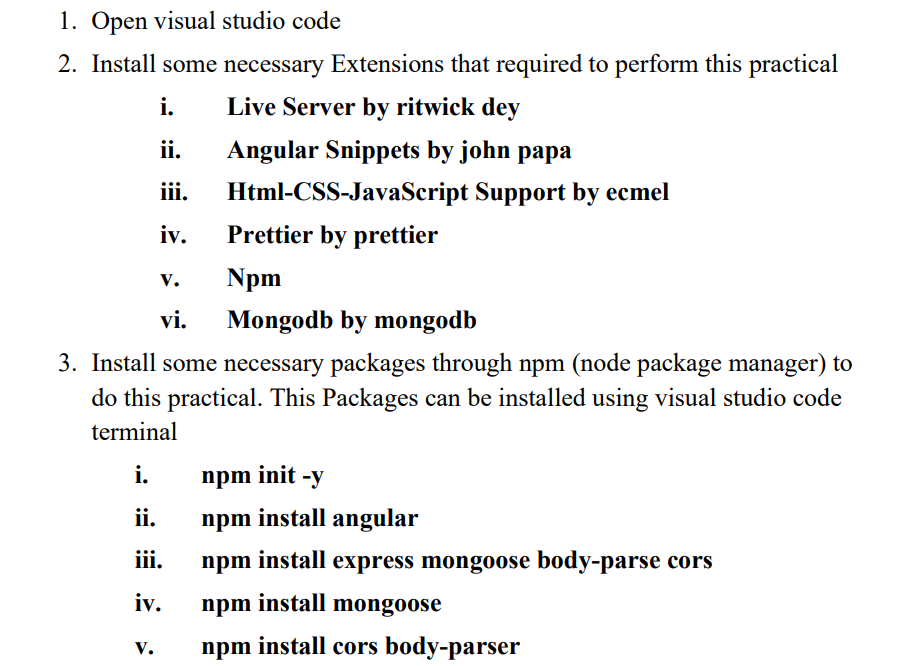 1. Open visual studio code
2. Install some necessary Extensions that required to perform this practical
i. Live Server by ritwick dey
ii. Angular Snippets by john papa
iii. Html-CSS-JavaScript Support by ecmel
iv. Prettier by prettier
v. Npm
vi. Mongodb by mongodb
3. Install some necessary packages through npm (node package manager) to
do this practical. This Packages can be installed using visual studio code
terminal
i. npm init -y
ii. npm install angular
iii. npm install express mongoose body-parse cors
iv. npm install mongoose
v. npm install cors body-parser